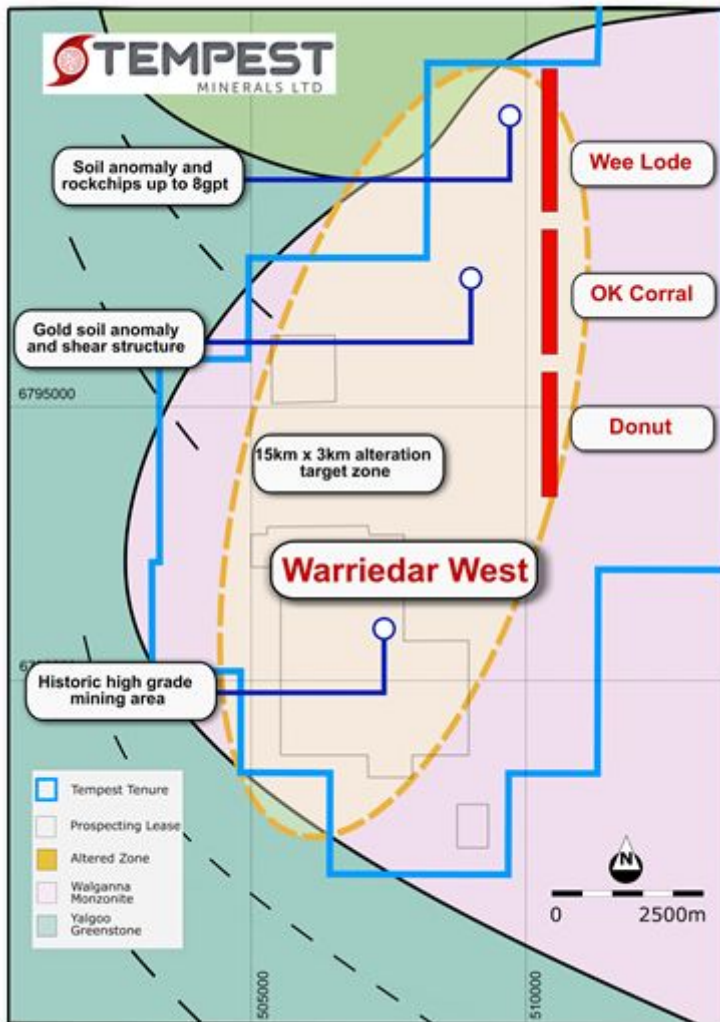 TEMPEST
MINERALS LTD
Soil anomaly and
rockchips up to 8gpt
Wee Lode
Gold soil anomaly
and shear structure
OK Corral
6795000
Donut
15km x 3km alteration
target zone
Warriedar West
Historic high grade
mining area
Tempest Tenure
Prospecting Lease
Altered Zone
Walganna
Monzonite
Yalgoo
Greenstone
N
0 2500m
505000
510000